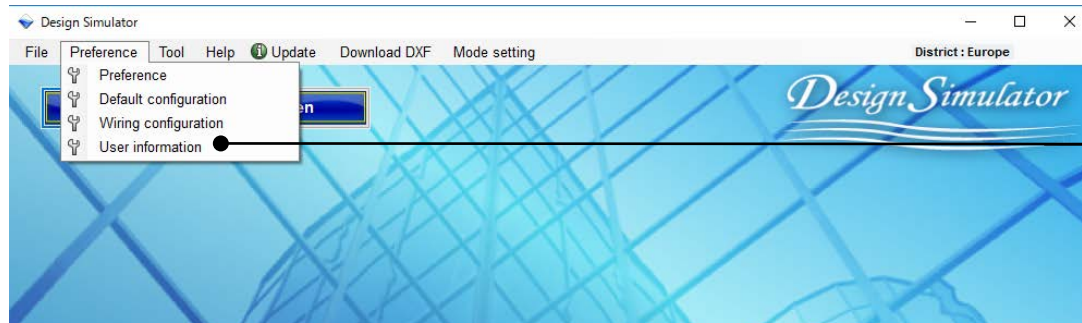 Design Simulator
File Preference Tool Help Update Download DXF Mode setting District : Europe
Preference
Default configuration
Wiring configuration
User information
Design Simulator